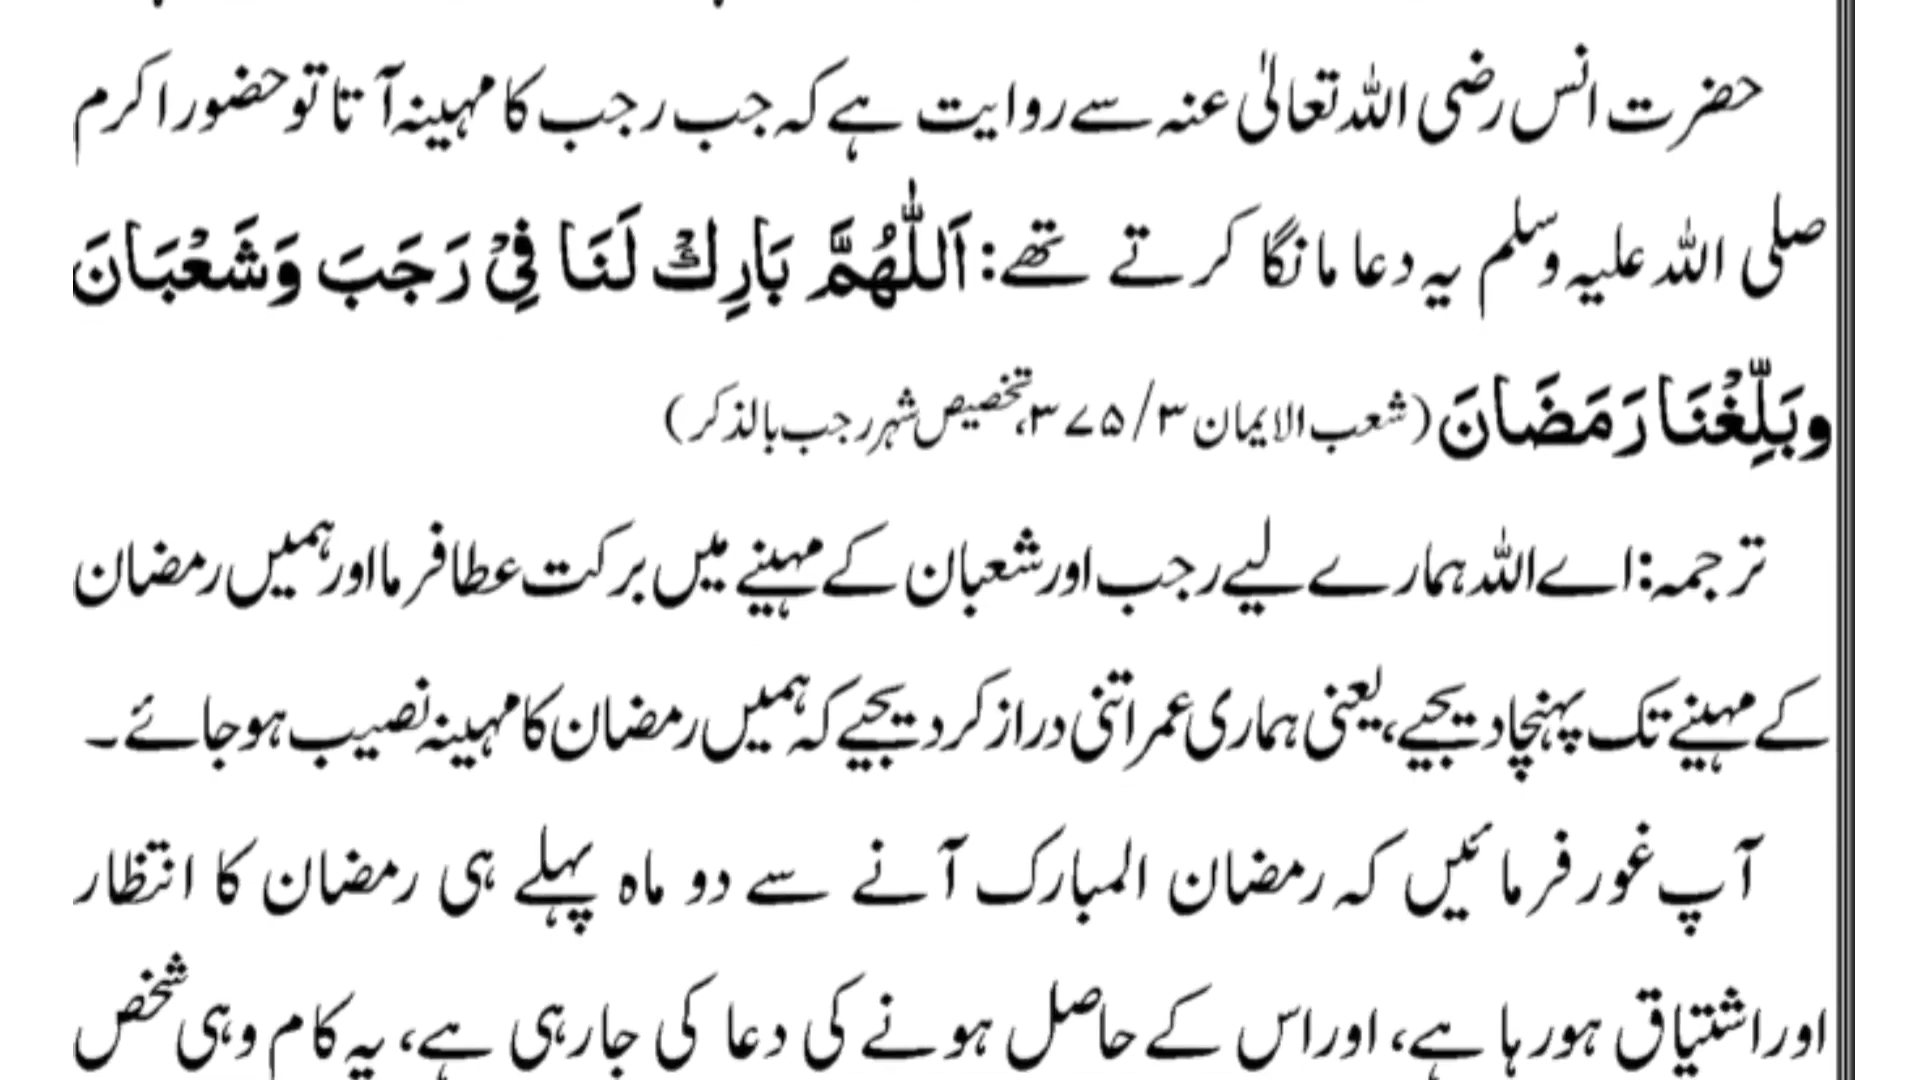 حضرت انس رضی اللہ تعالیٰ عنہ سے روایت ہے کہ جب رجب کا مہینہ آتا تو حضور اکرم
صلی اللہ علیہ وسلم یہ دعا مانگا کرتے تھے: اَللّٰهُمَّ بَارِكْ لَنَا فِيْ رَجَبَ وَشَعْبَانَ
وبَلِّغْنَا رَمَضَانَ (شعب الایمان ۳/۳۷۵، تخصیص شہر رجب بالذکر)
ترجمہ: اے اللہ ہمارے لیے رجب اور شعبان کے مہینے میں برکت عطا فرما اور ہمیں رمضان
کے مہینے تک پہنچا دیجیے، یعنی ہماری عمر اتنی دراز کر دیجیے کہ ہمیں رمضان کا مہینہ نصیب ہو جائے۔
آپ غور فرمائیں کہ رمضان المبارک آنے سے دو ماہ پہلے ہی رمضان کا انتظار
اور اشتیاق ہو رہا ہے، اور اس کے حاصل ہونے کی دعا کی جا رہی ہے، یہ کام وہی شخص